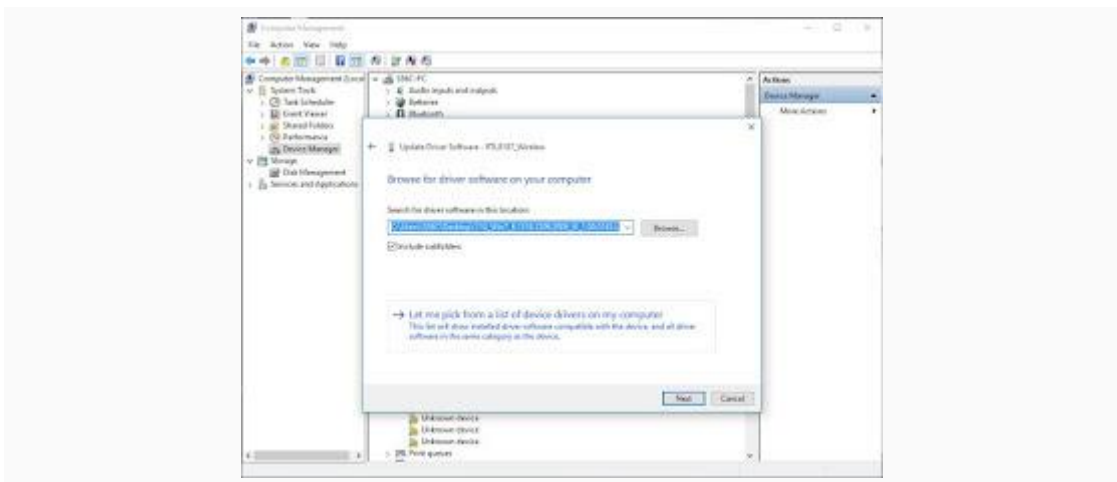 Computer Management
File Action View Help
Computer Management (Local
System Tools
Task Scheduler
Event Viewer
Shared Folders
Performance
Device Manager
Storage
Disk Management
Services and Applications
Audio inputs and outputs
Batteries
Bluetooth
Actions
Device Manager
More Actions
Update Driver Software - RTL8187_Wireless
Browse for driver software on your computer
Search for driver software in this location:
Browse...
Include subfolders
Let me pick from a list of device drivers on my computer
This list will show installed driver software compatible with the device, and all driver
software in the same category as the device.
Next Cancel
Unknown device
Unknown device
Unknown device
Print queues